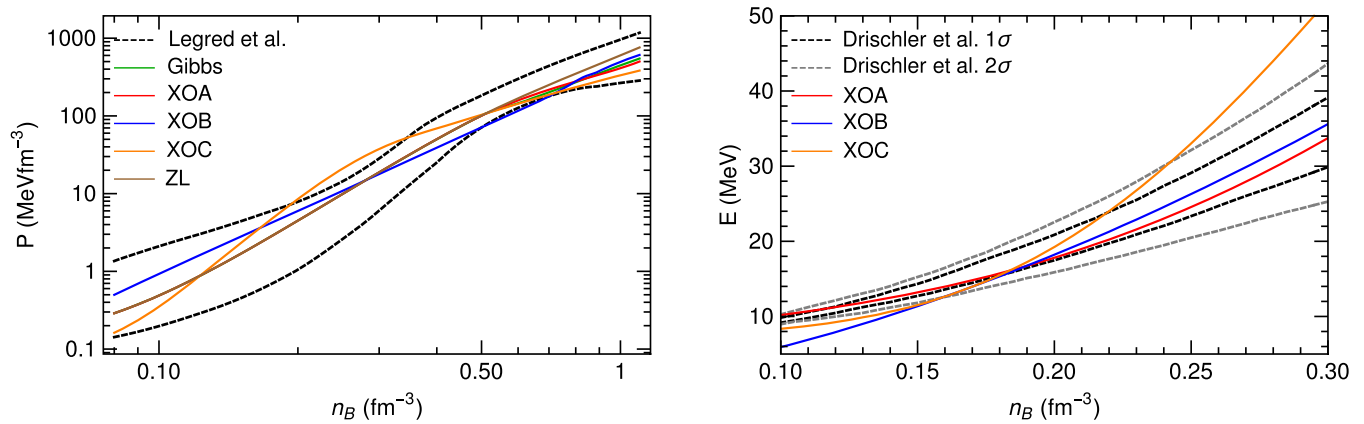 P (MeVfm⁻³)
1000
100
10
1
0.1
Legred et al.
Gibbs
XOA
XOB
XOC
ZL
0.10
0.50
1
n_B (fm⁻³)
E (MeV)
50
40
30
20
10
Drischler et al. 1σ
Drischler et al. 2σ
XOA
XOB
XOC
0.10
0.15
0.20
0.25
0.30
n_B (fm⁻³)